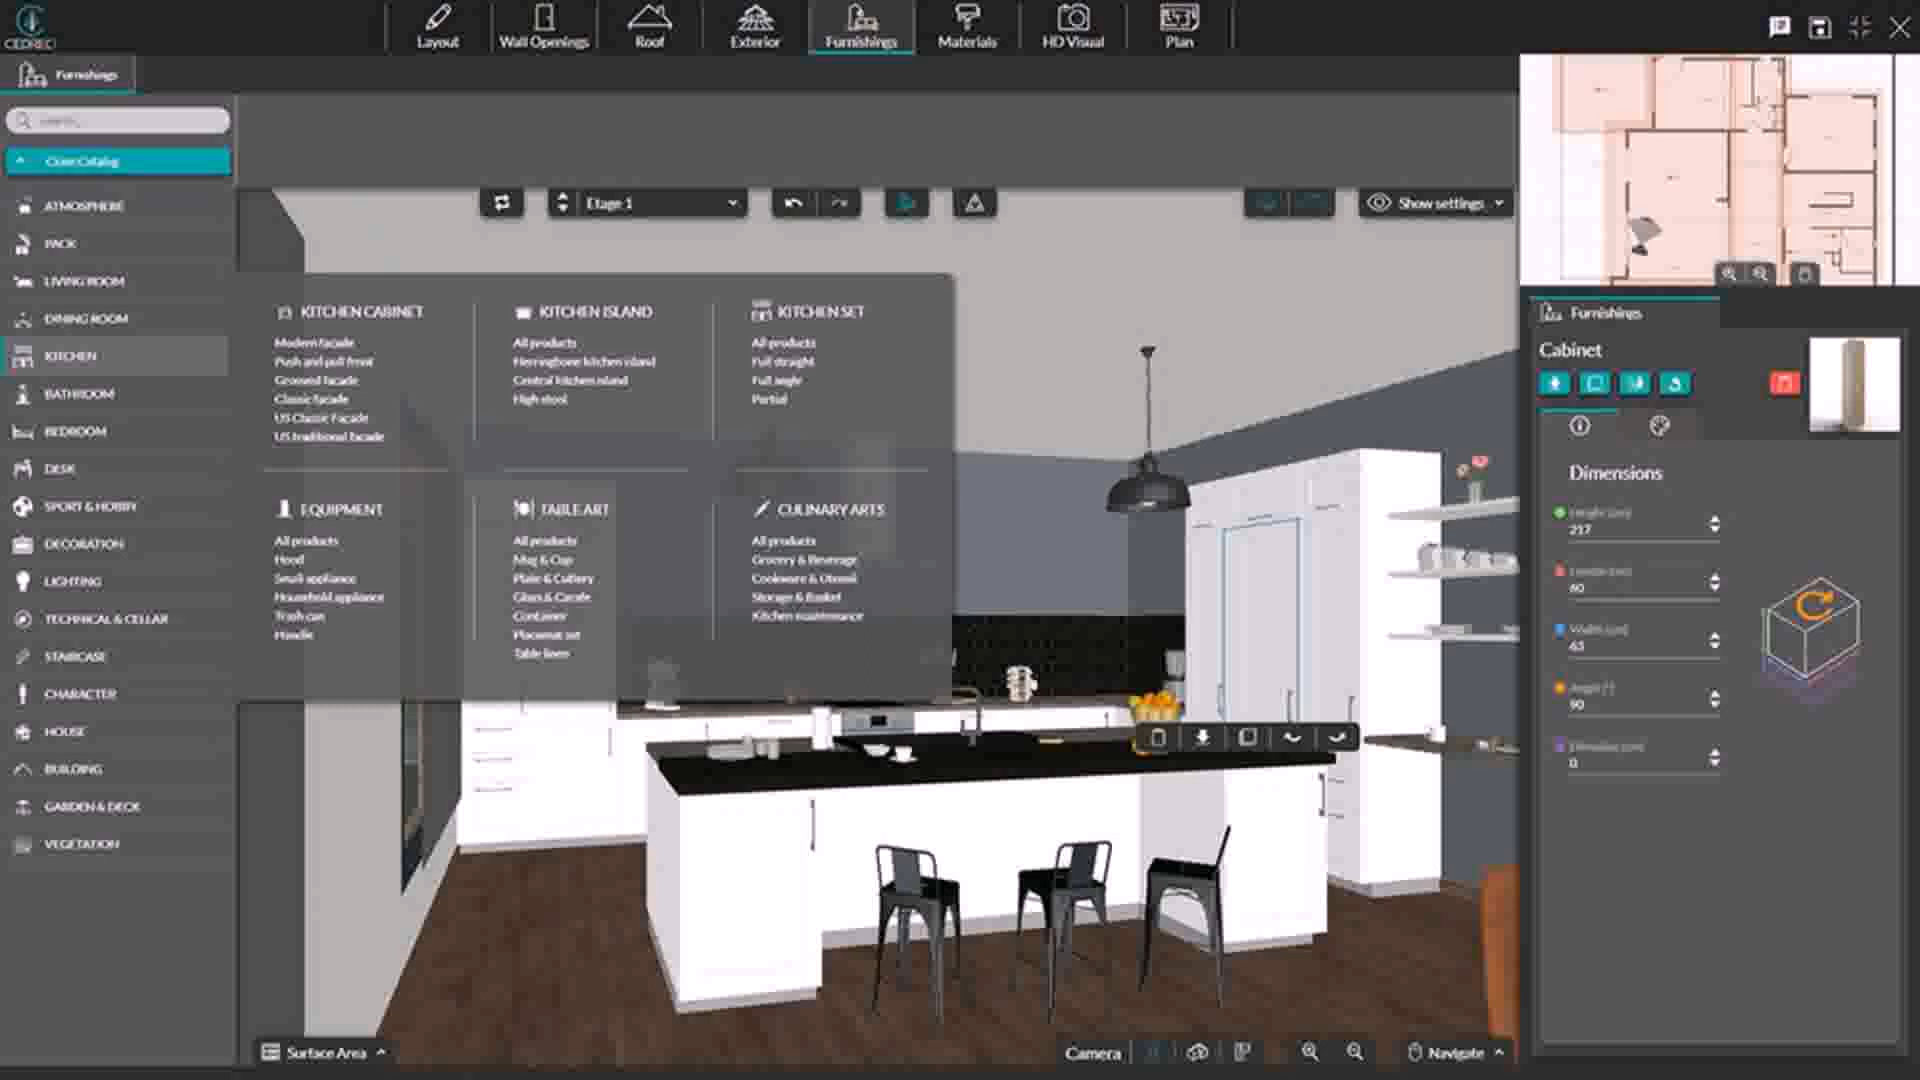 CEDREO
Layout
Wall Openings
Roof
Exterior
Furnishings
Materials
HD Visual
Plan
Furnishings
Search...
Close Catalog
ATMOSPHERE
PACK
LIVING ROOM
DINING ROOM
KITCHEN
BATHROOM
BEDROOM
DESK
SPORT & HOBBY
DECORATION
LIGHTING
TECHNICAL & CELLAR
STAIRCASE
CHARACTER
HOUSE
BUILDING
GARDEN & DECK
VEGETATION
Etage 1
Show settings
KITCHEN CABINET
Modern facade
Push and pull front
Grooved facade
Classic facade
US Classic Facade
US traditional facade
KITCHEN ISLAND
All products
Herringbone kitchen island
Central kitchen island
High stool
KITCHEN SET
All products
Full straight
Full angle
Partial
EQUIPMENT
All products
Hood
Small appliance
Household appliance
Trash can
Handle
TABLE ART
All products
Mug & Cup
Plate & Cutlery
Glass & Carafe
Container
Placemat set
Table linen
CULINARY ARTS
All products
Grocery & Beverage
Cookware & Utensil
Storage & Basket
Kitchen maintenance
Furnishings
Cabinet
Dimensions
Height (cm)
217
60
Width (cm)
63
Angle (°)
90
0
Surface Area
Camera
Navigate